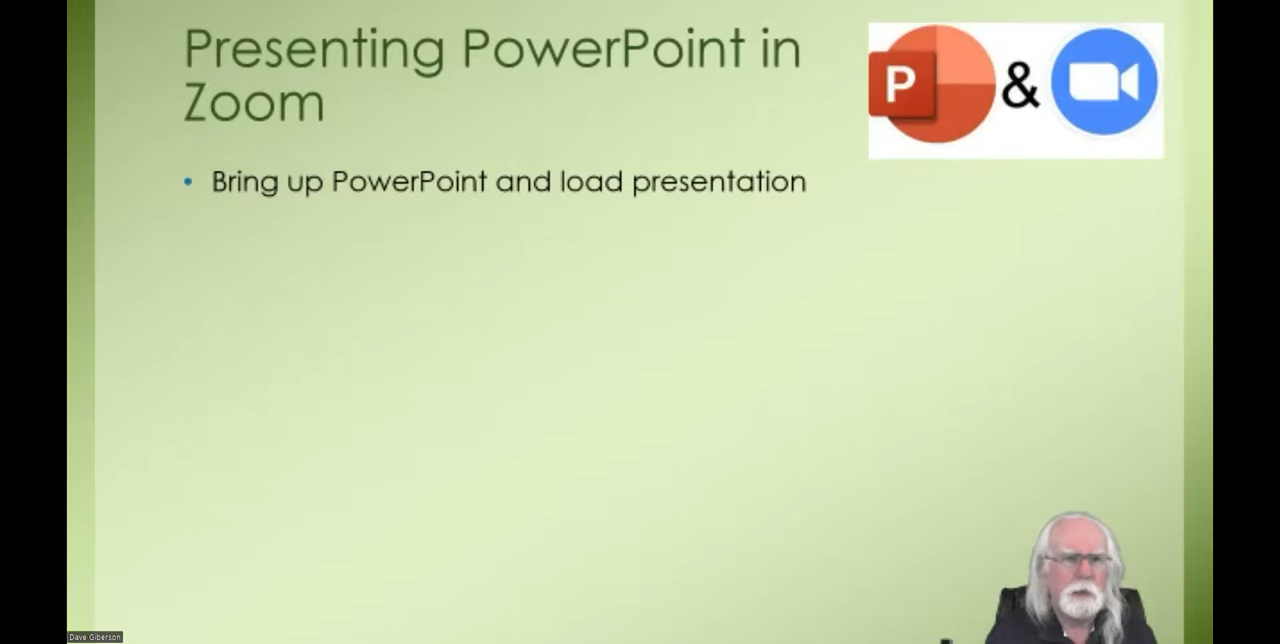 Presenting PowerPoint in
Zoom
P
&
• Bring up PowerPoint and load presentation
Dave Giberson